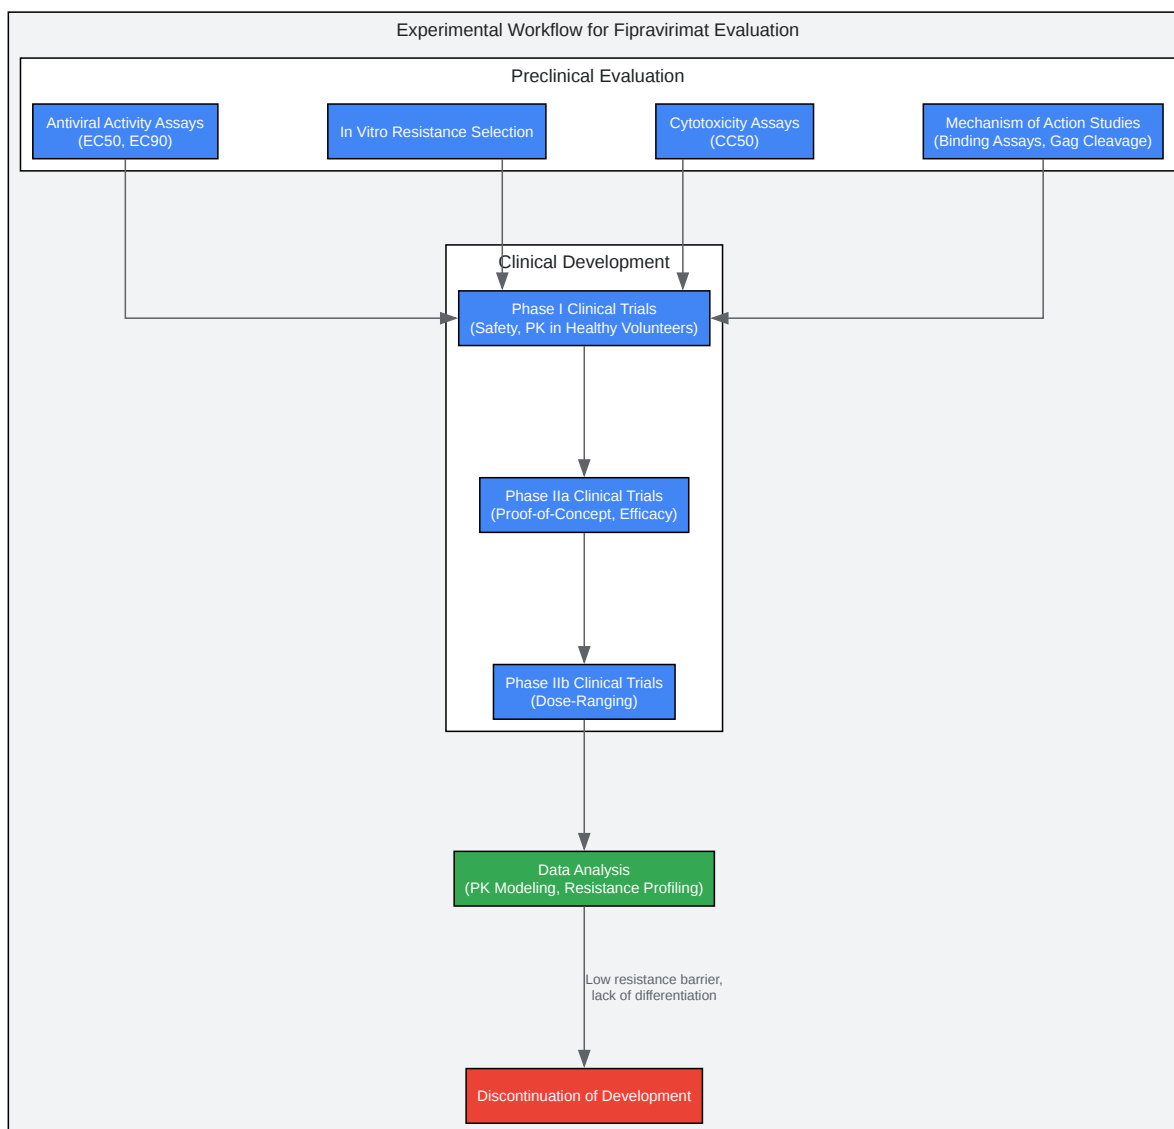 Experimental Workflow for Fipravirimat Evaluation
Preclinical Evaluation
Antiviral Activity Assays
(EC50, EC90)
In Vitro Resistance Selection
Cytotoxicity Assays
(CC50)
Mechanism of Action Studies
(Binding Assays, Gag Cleavage)
Clinical Development
Phase I Clinical Trials
(Safety, PK in Healthy Volunteers)
Phase IIa Clinical Trials
(Proof-of-Concept, Efficacy)
Phase IIb Clinical Trials
(Dose-Ranging)
Data Analysis
(PK Modeling, Resistance Profiling)
Low resistance barrier,
lack of differentiation
Discontinuation of Development